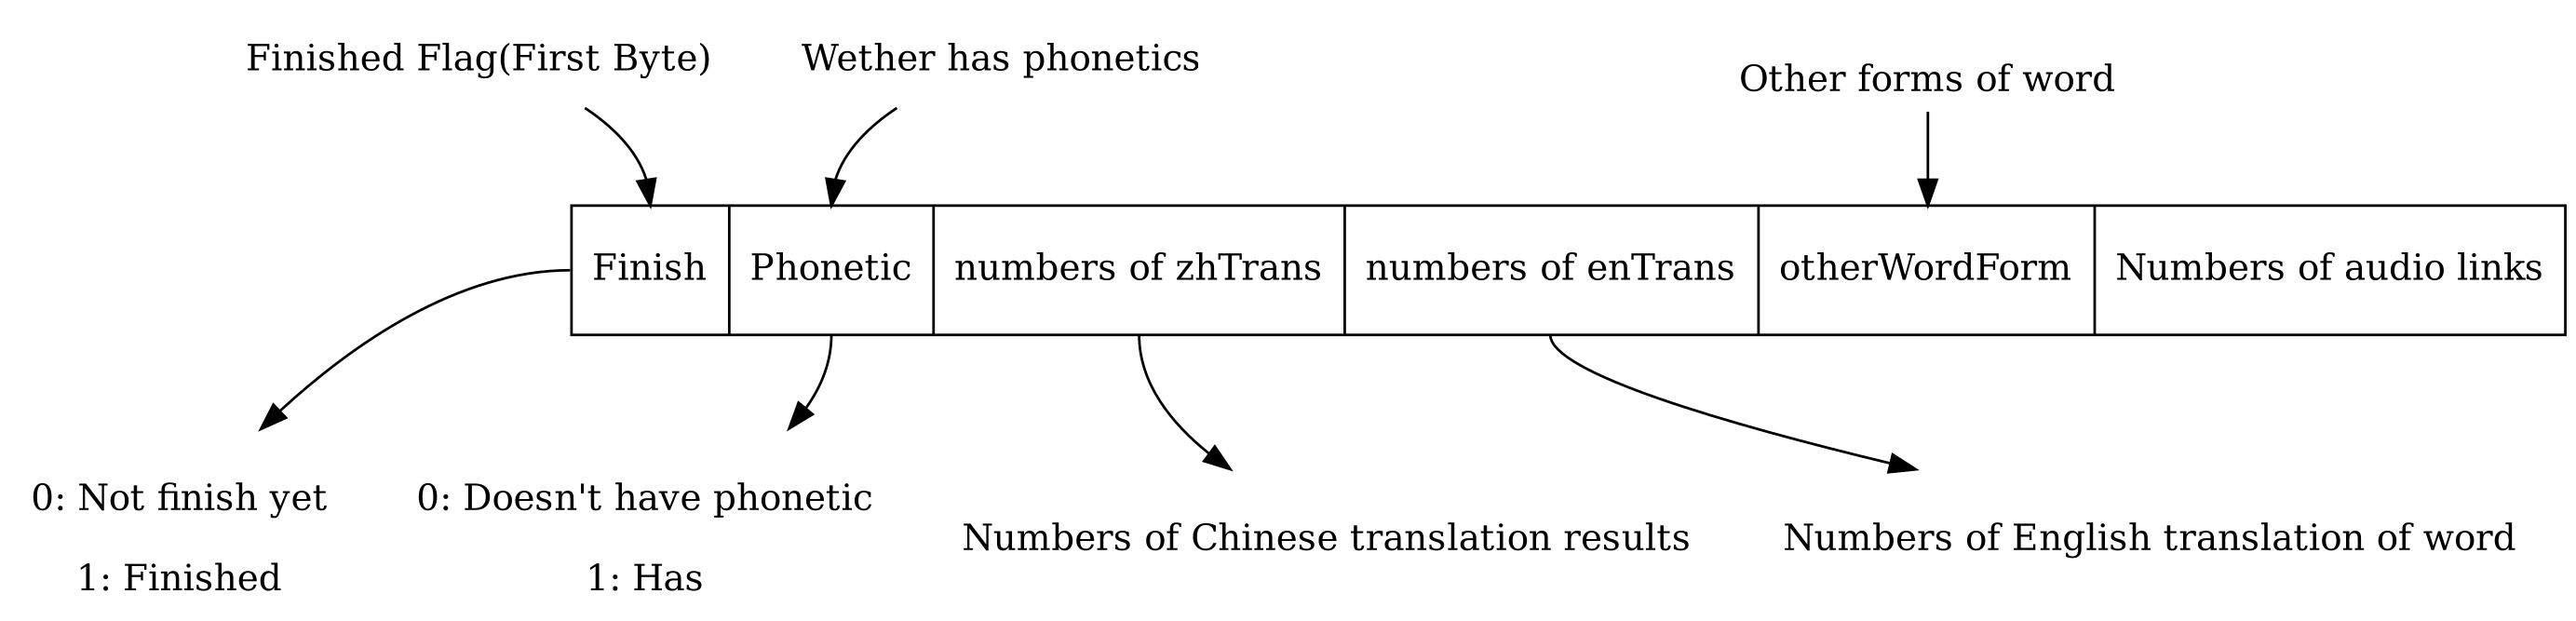 Finished Flag(First Byte)
Wether has phonetics
Other forms of word
Finish
Phonetic
numbers of zhTrans
numbers of enTrans
otherWordForm
Numbers of audio links
0: Not finish yet
1: Finished
0: Doesn't have phonetic
1: Has
Numbers of Chinese translation results
Numbers of English translation of word